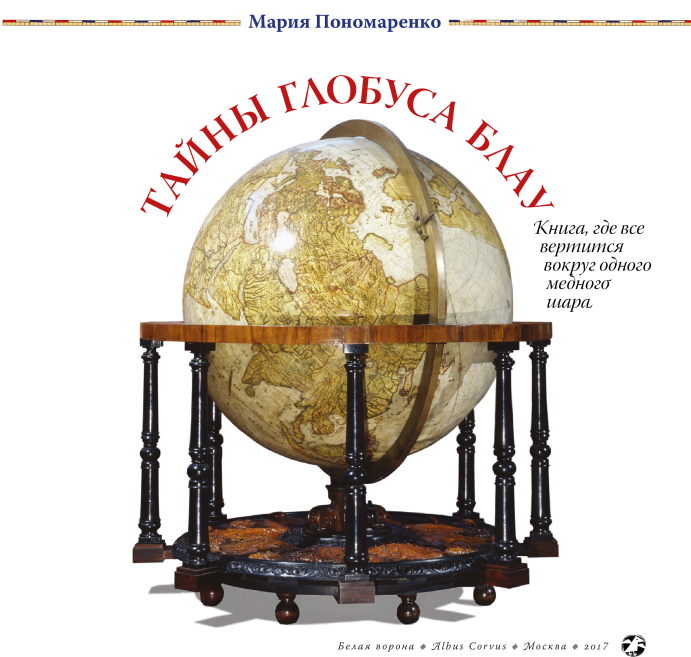 Мария Пономаренко
ТАЙНЫ ГЛОБУСА БЛАУ
Книга, где все
вертится
вокруг одного
медного
шара
Белая ворона ◆ Albus Corvus ◆ Москва ◆ 2017